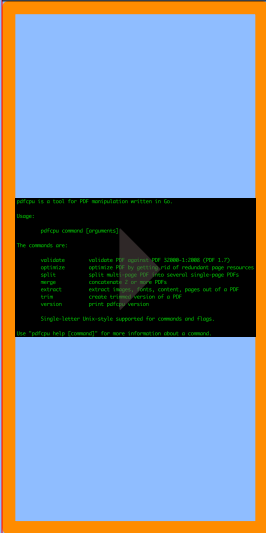 pdfcpu is a tool for PDF manipulation written in Go.
Usage:
pdfcpu command [arguments]
The commands are:
validate validate PDF against PDF 32000-1:2008 (PDF 1.7)
optimize optimize PDF by getting rid of redundant page resources
split split multi-page PDF into several single-page PDFs
merge concatenate 2 or more PDFs
extract extract images, fonts, content, pages out of a PDF
trim create trimmed version of a PDF
version print pdfcpu version
Single-letter Unix-style supported for commands and flags.
Use "pdfcpu help [command]" for more information about a command.